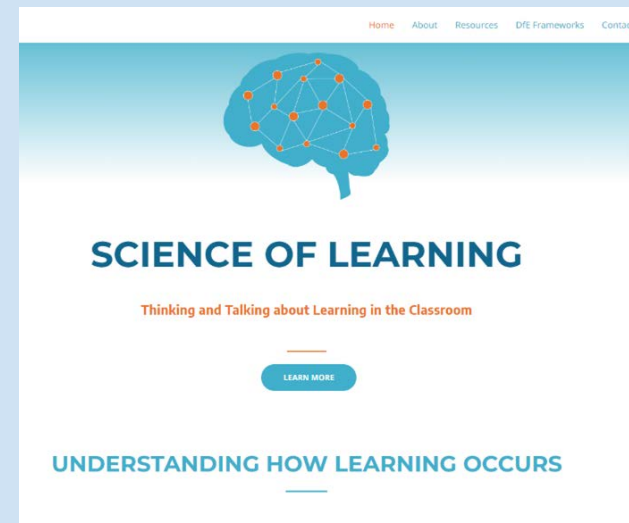 Home About Resources DfE Frameworks Contac
SCIENCE OF LEARNING
Thinking and Talking about Learning in the Classroom
LEARN MORE
UNDERSTANDING HOW LEARNING OCCURS